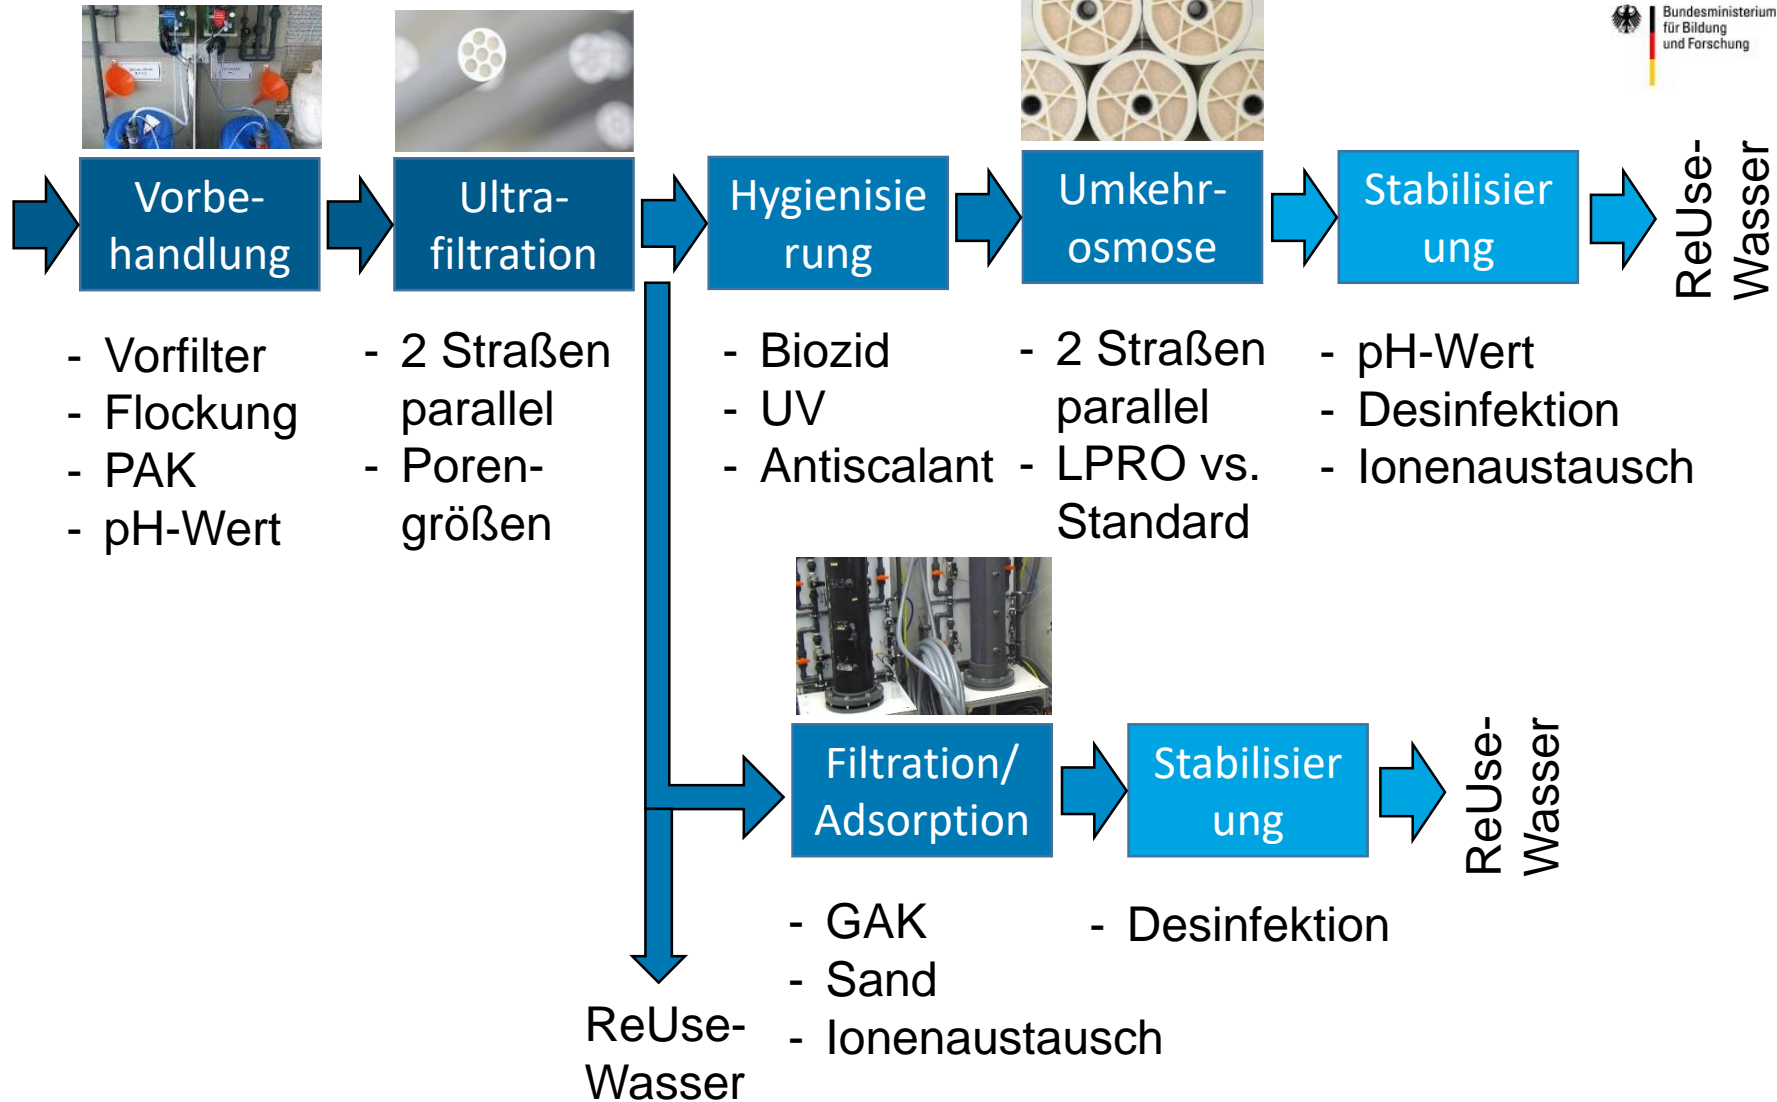 Bundesministerium
für Bildung
und Forschung
Vorbe-
handlung
Ultra-
filtration
Hygienisie
rung
Umkehr-
osmose
Stabilisier
ung
ReUse-
Wasser
- Vorfilter
- Flockung
- PAK
- pH-Wert
- 2 Straßen
parallel
- Poren-
größen
- Biozid
- UV
- Antiscalant
- 2 Straßen
parallel
- LPRO vs.
Standard
- pH-Wert
- Desinfektion
- Ionenaustausch
Filtration/
Adsorption
Stabilisier
ung
ReUse-
Wasser
- GAK
- Sand
- Ionenaustausch
- Desinfektion
ReUse-
Wasser